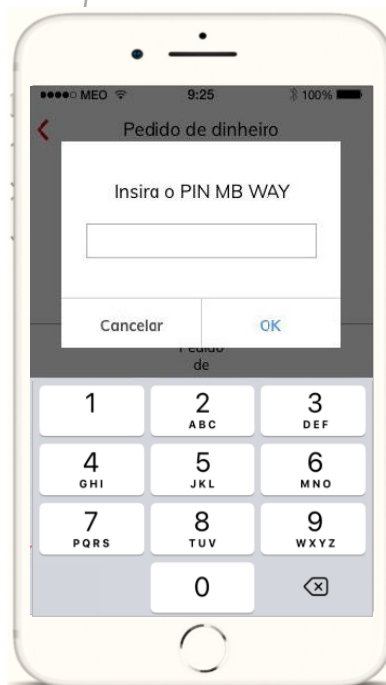 MEO 9:25 100%
Pedido de dinheiro
Insira o PIN MB WAY
Cancelar OK
Pedido
de
1 2 3
ABC DEF
4 5 6
GHI JKL MNO
7 8 9
PQRS TUV WXYZ
0